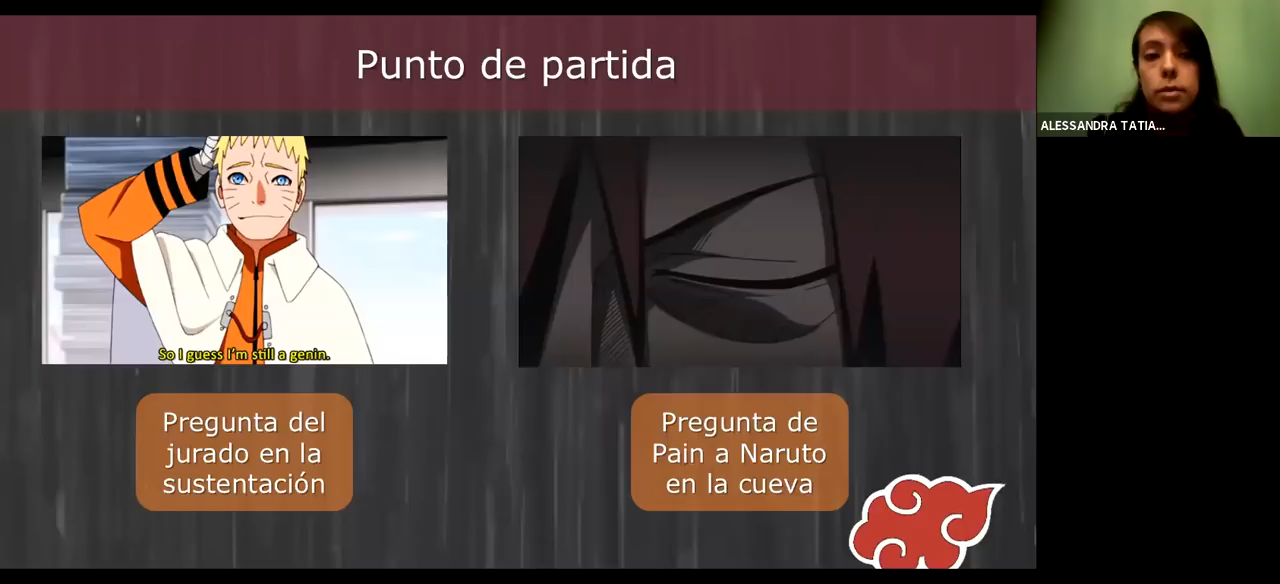 Punto de partida
ALESSANDRA TATIA...
So I guess I'm still a genin.
Pregunta del
jurado en la
sustentación
Pregunta de
Pain a Naruto
en la cueva